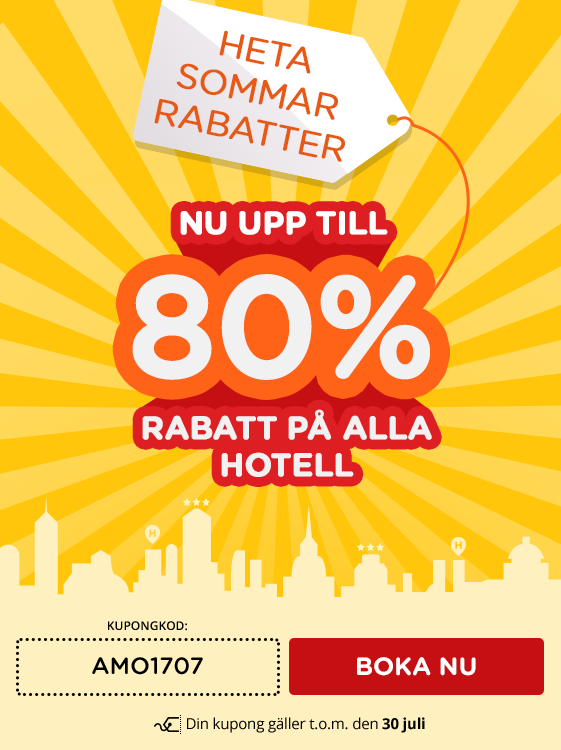 HETA
SOMMAR
RABATTER
NU UPP TILL
80%
RABATT PÅ ALLA
HOTELL
H
H
KUPONGKOD:
AMO1707
BOKA NU
Din kupong gäller t.o.m. den 30 juli